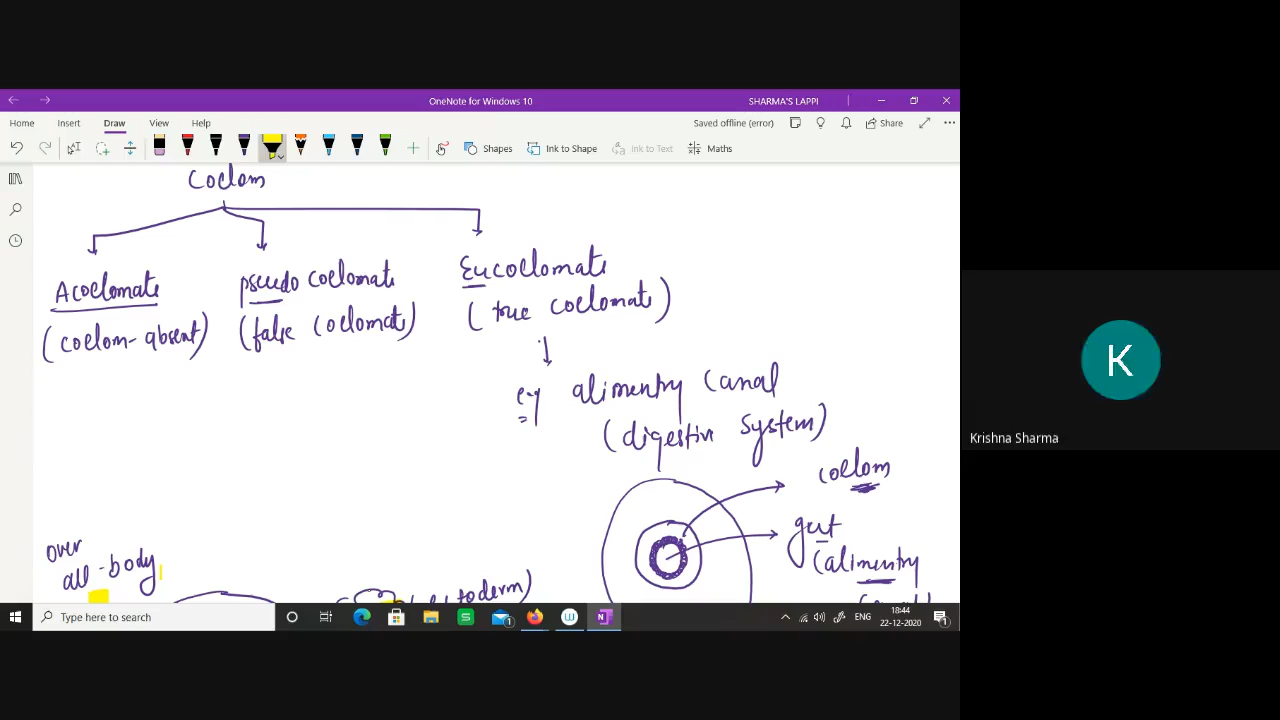 OneNote for Windows 10
SHARMA'S LAPPI
Home Insert Draw View Help
Saved offline (error)
Share
Shapes
Ink to Shape
Ink to Text
Maths
Coelom
Acoelomate
(coelom-absent)
pseudo coelomate
(false coelomate)
Eucoelomate
(true coelomate)
eg alimentry canal
(digestive system)
coelom
gut
(alimentry
over
all-body
Krishna Sharma
K
Type here to search
ENG
18:44
22-12-2020